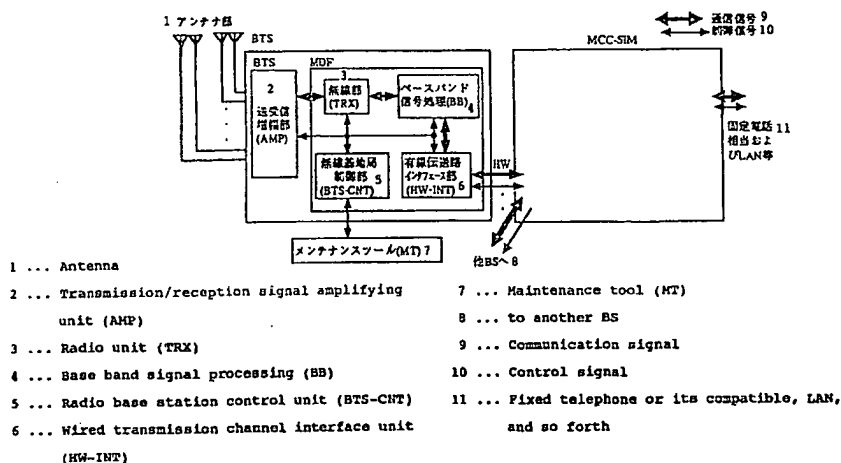 1 アンテナ部
BTS
BTS
2
送受信
増幅部
(AMP)
MDF
3
無線部
(TRX)
ベースバンド
信号処理(BB) 4
無線基地局
制御部 5
(BTS-CNT)
有線伝送路
インタフェース部
(HW-INT) 6
メンテナンスツール(MT) 7
HW
他BSへ 8
MCC-SIM
通信信号 9
制御信号 10
固定電話 11
相当およ
びLAN等
1 ... Antenna
2 ... Transmission/reception signal amplifying
unit (AMP)
3 ... Radio unit (TRX)
4 ... Base band signal processing (BB)
5 ... Radio base station control unit (BTS-CNT)
6 ... Wired transmission channel interface unit
(HW-INT)
7 ... Maintenance tool (MT)
8 ... to another BS
9 ... Communication signal
10 ... Control signal
11 ... Fixed telephone or its compatible, LAN,
and so forth